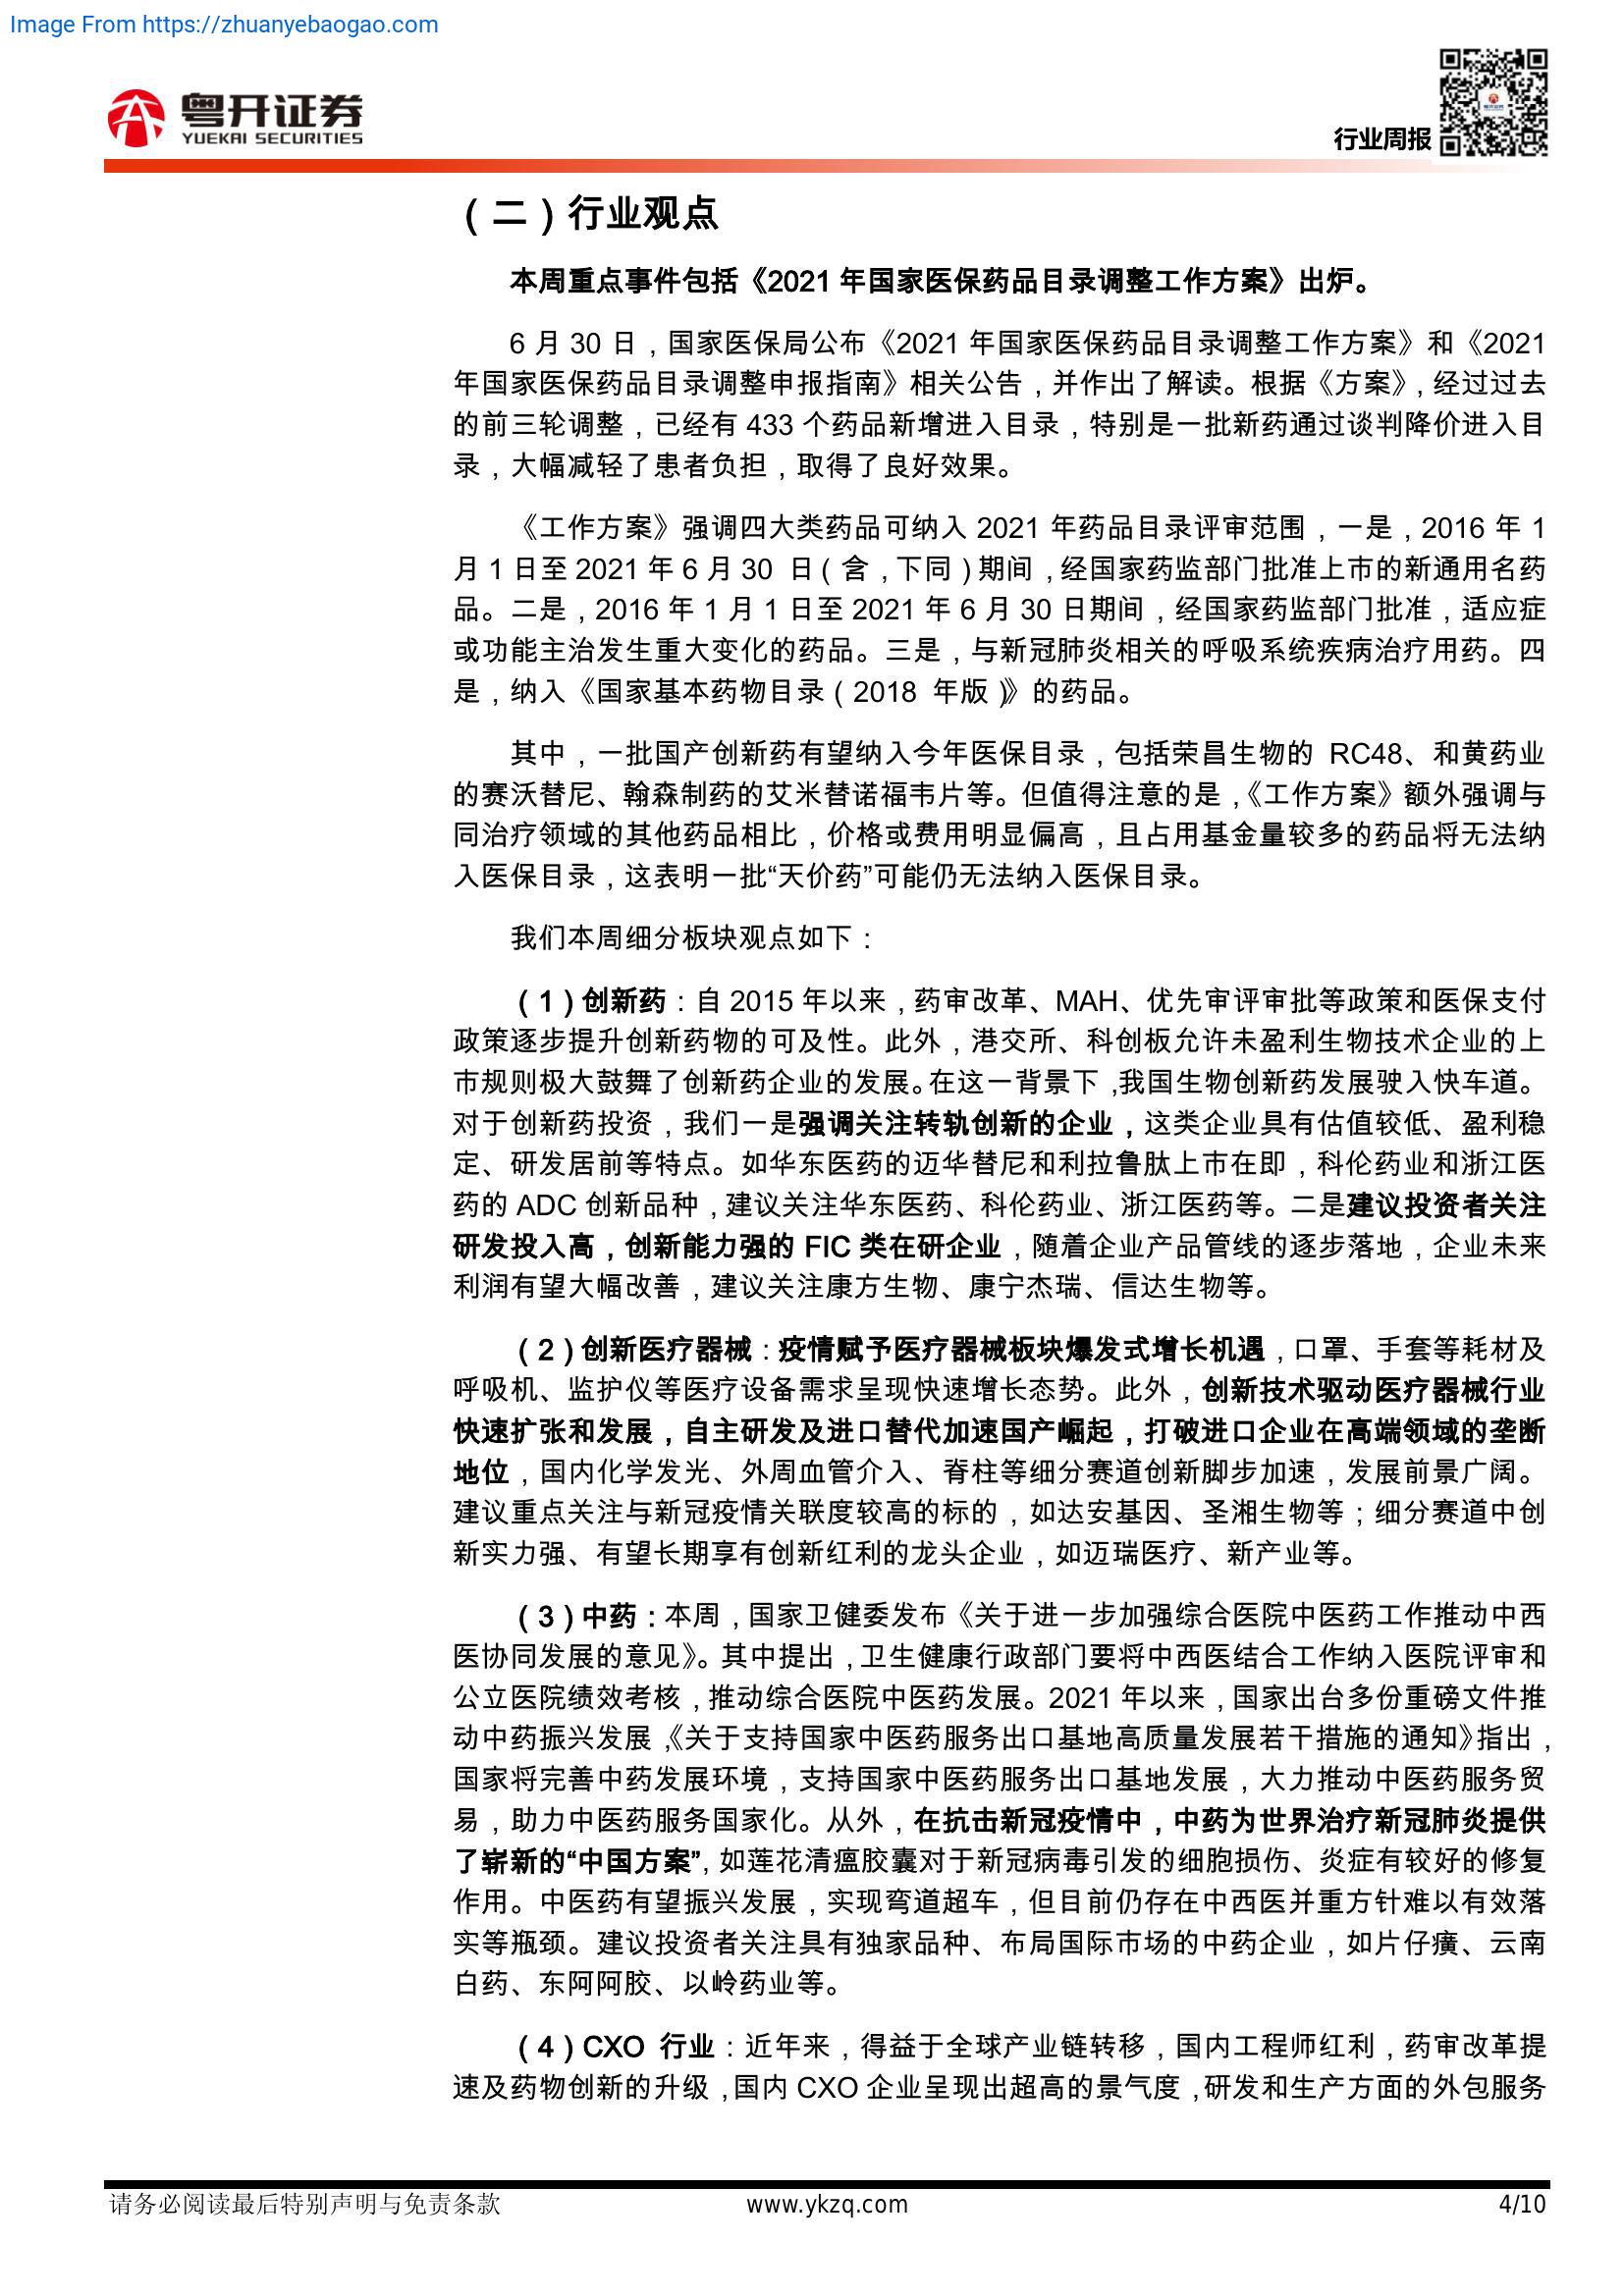 Image From https://zhuanyebaogao.com
粤开证券
YUEKAI SECURITIES
行业周报
（二）行业观点
本周重点事件包括《2021 年国家医保药品目录调整工作方案》出炉。
6 月 30 日，国家医保局公布《2021 年国家医保药品目录调整工作方案》和《2021
年国家医保药品目录调整申报指南》相关公告，并作出了解读。根据《方案》，经过过去
的前三轮调整，已经有 433 个药品新增进入目录，特别是一批新药通过谈判降价进入目
录，大幅减轻了患者负担，取得了良好效果。
《工作方案》强调四大类药品可纳入 2021 年药品目录评审范围，一是，2016 年 1
月 1 日至 2021 年 6 月 30 日（含，下同）期间，经国家药监部门批准上市的新通用名药
品。二是，2016 年 1 月 1 日至 2021 年 6 月 30 日期间，经国家药监部门批准，适应症
或功能主治发生重大变化的药品。三是，与新冠肺炎相关的呼吸系统疾病治疗用药。四
是，纳入《国家基本药物目录（2018 年版）》的药品。
其中，一批国产创新药有望纳入今年医保目录，包括荣昌生物的 RC48、和黄药业
的赛沃替尼、翰森制药的艾米替诺福韦片等。但值得注意的是，《工作方案》额外强调与
同治疗领域的其他药品相比，价格或费用明显偏高，且占用基金量较多的药品将无法纳
入医保目录，这表明一批“天价药”可能仍无法纳入医保目录。
我们本周细分板块观点如下：
（1）创新药：自 2015 年以来，药审改革、MAH、优先审评审批等政策和医保支付
政策逐步提升创新药物的可及性。此外，港交所、科创板允许未盈利生物技术企业的上
市规则极大鼓舞了创新药企业的发展。在这一背景下，我国生物创新药发展驶入快车道。
对于创新药投资，我们一是强调关注转轨创新的企业，这类企业具有估值较低、盈利稳
定、研发居前等特点。如华东医药的迈华替尼和利拉鲁肽上市在即，科伦药业和浙江医
药的 ADC 创新品种，建议关注华东医药、科伦药业、浙江医药等。二是建议投资者关注
研发投入高，创新能力强的 FIC 类在研企业，随着企业产品管线的逐步落地，企业未来
利润有望大幅改善，建议关注康方生物、康宁杰瑞、信达生物等。
（2）创新医疗器械：疫情赋予医疗器械板块爆发式增长机遇，口罩、手套等耗材及
呼吸机、监护仪等医疗设备需求呈现快速增长态势。此外，创新技术驱动医疗器械行业
快速扩张和发展，自主研发及进口替代加速国产崛起，打破进口企业在高端领域的垄断
地位，国内化学发光、外周血管介入、脊柱等细分赛道创新脚步加速，发展前景广阔。
建议重点关注与新冠疫情关联度较高的标的，如达安基因、圣湘生物等；细分赛道中创
新实力强、有望长期享有创新红利的龙头企业，如迈瑞医疗、新产业等。
（3）中药：本周，国家卫健委发布《关于进一步加强综合医院中医药工作推动中西
医协同发展的意见》。其中提出，卫生健康行政部门要将中西医结合工作纳入医院评审和
公立医院绩效考核，推动综合医院中医药发展。2021 年以来，国家出台多份重磅文件推
动中药振兴发展，《关于支持国家中医药服务出口基地高质量发展若干措施的通知》指出，
国家将完善中药发展环境，支持国家中医药服务出口基地发展，大力推动中医药服务贸
易，助力中医药服务国家化。从外，在抗击新冠疫情中，中药为世界治疗新冠肺炎提供
了崭新的“中国方案”，如莲花清瘟胶囊对于新冠病毒引发的细胞损伤、炎症有较好的修复
作用。中医药有望振兴发展，实现弯道超车，但目前仍存在中西医并重方针难以有效落
实等瓶颈。建议投资者关注具有独家品种、布局国际市场的中药企业，如片仔癀、云南
白药、东阿阿胶、以岭药业等。
（4）CXO 行业：近年来，得益于全球产业链转移，国内工程师红利，药审改革提
速及药物创新的升级，国内 CXO 企业呈现出超高的景气度，研发和生产方面的外包服务
请务必阅读最后特别声明与免责条款
www.ykzq.com
4/10